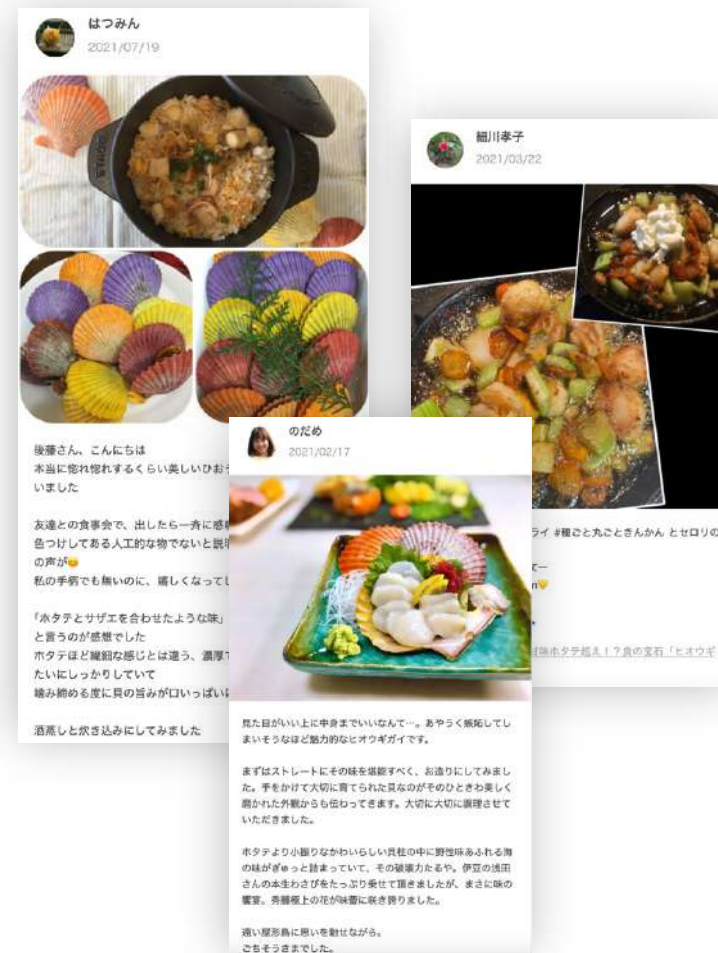 はつみん
2021/07/19
後藤さん、こんにちは
本当に惚れ惚れするくらい美しいひおう
いました
友達との食事会で、出したら一斉に感
色つけしてある人工的な物でないと説明
の声が😊
私の手柄でも無いのに、嬉しくなってし
「ホタテとサザエを合わせたような味」
と言うのが感想でした
ホタテほど繊細な感じとは違う、濃厚で
たいにしっかりしていて
噛み締める度に貝の旨みが口いっぱいに
酒蒸しと炊き込みにしてみました
細川孝子
2021/03/22
ライ #種ごと丸ごときんかん とセロリの
てー
n💛
甘味ホタテ越え！？食の宝石「ヒオウギ
のだめ
2021/02/17
見た目がいい上に中身までいいなんて…。あやうく嫉妬してし
まいそうなほど魅力的なヒオウギガイです。
まずはストレートにその味を堪能すべく、お造りにしてみまし
た。手をかけて大切に育てられた貝なのがそのひときわ美しく
磨かれた外観からも伝わってきます。大切に大切に調理させて
いただきました。
ホタテより小振りなかわいらしい貝柱の中に野性味あふれる海
の味がぎゅっと詰まっていて、その破壊力たるや。伊豆の浅田
さんの本生わさびをたっぷり乗せて頂きましたが、まさに味の
饗宴。秀麗極上の花が味蕾に咲き誇りました。
遠い屋形島に思いを馳せながら。
ごちそうさまでした。